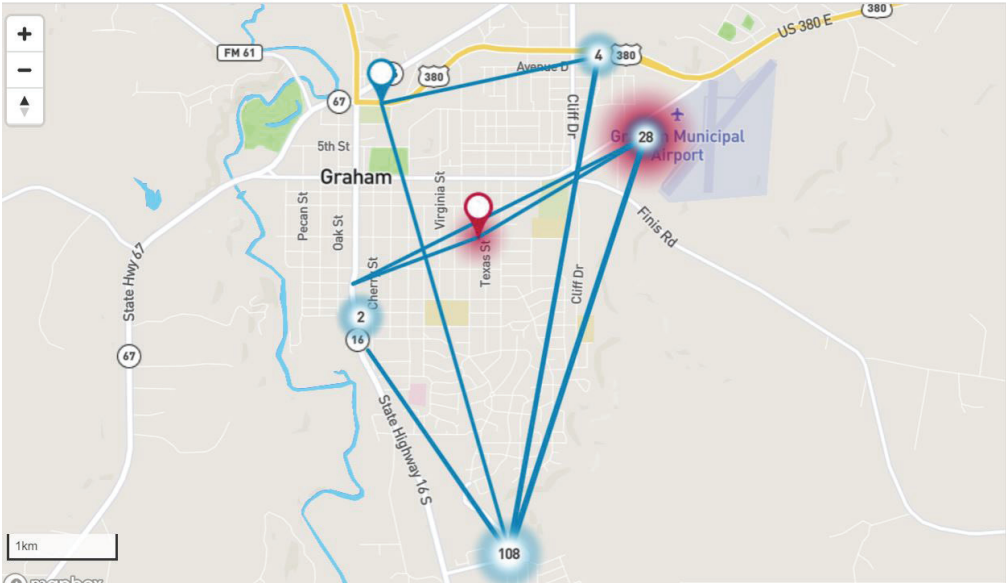 +
−
FM 61
380
US 380 E
4
380
Avenue D
380
67
Cliff Dr
28
Municipal
Airport
5th St
Graham
Virginia St
Pecan St
Oak St
Finis Rd
State Hwy 67
Texas St
Cherry St
Cliff Dr
2
16
67
State Highway 16 S
1km
108
mapbox